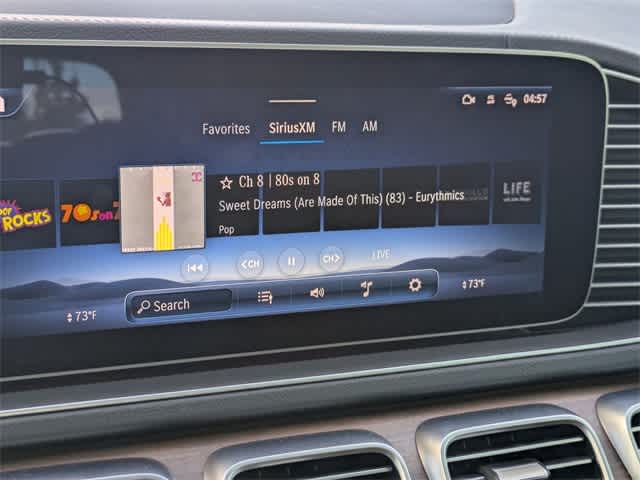 04:57
Favorites SiriusXM FM AM
Ch 8 | 80s on 8
Sweet Dreams (Are Made Of This) (83) - Eurythmics
Pop
ROCKS
70s on 7
LIFE
<CH CH> LIVE
73°F Search 73°F